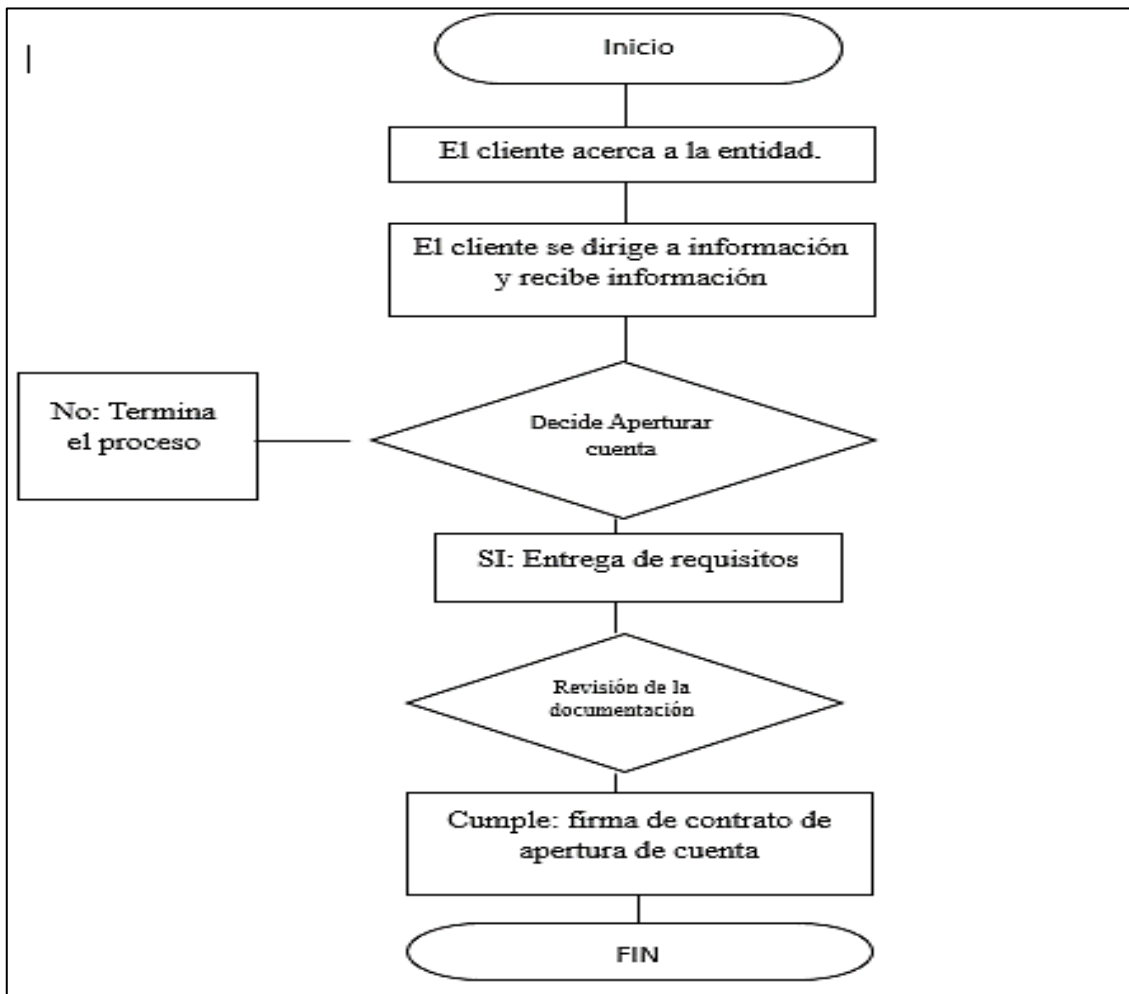 Inicio
El cliente acerca a la entidad.
El cliente se dirige a información
y recibe información
No: Termina
el proceso
Decide Aperturar
cuenta
SI: Entrega de requisitos
Revisión de la
documentación
Cumple: firma de contrato de
apertura de cuenta
FIN